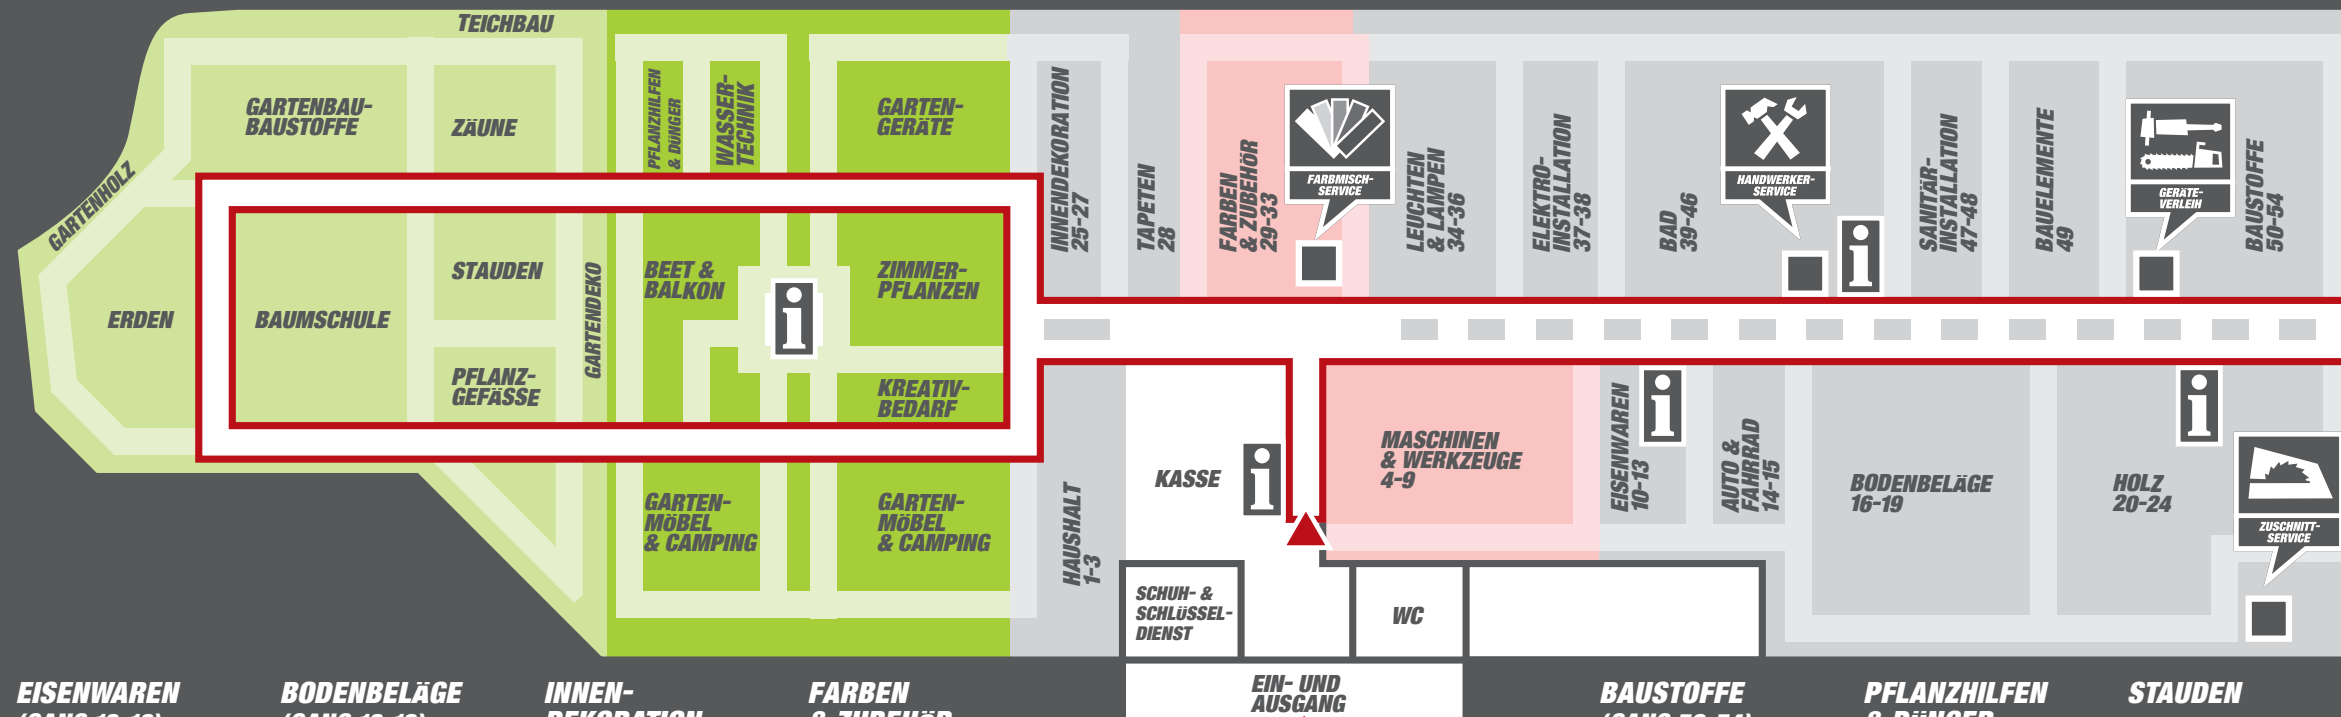 TEICHBAU
GARTENBAU-
BAUSTOFFE
ZÄUNE
PFLANZHILFEN
& DÜNGER
WASSER-
TECHNIK
GARTEN-
GERÄTE
INNENDEKORATION
25-27
TAPETEN
28
FARBEN
& ZUBEHÖR
29-33
FARBMISCH-
SERVICE
LEUCHTEN
& LAMPEN
34-36
ELEKTRO-
INSTALLATION
37-38
BAD
39-46
HANDWERKER-
SERVICE
i
SANITÄR-
INSTALLATION
47-48
BAUELEMENTE
49
GERÄTE-
VERLEIH
BAUSTOFFE
50-54
GARTENHOLZ
ERDEN
BAUMSCHULE
STAUDEN
PFLANZ-
GEFÄSSE
GARTENDEKO
BEET &
BALKON
i
ZIMMER-
PFLANZEN
KREATIV-
BEDARF
GARTEN-
MÖBEL
& CAMPING
GARTEN-
MÖBEL
& CAMPING
HAUSHALT
1-3
KASSE
i
MASCHINEN
& WERKZEUGE
4-9
EISENWAREN
10-13
i
AUTO &
FAHRRAD
14-15
BODENBELÄGE
16-19
HOLZ
20-24
i
ZUSCHNITT-
SERVICE
SCHUH- &
SCHLÜSSEL-
DIENST
WC
EIN- UND
AUSGANG
EISENWAREN
BODENBELÄGE
INNEN-
DEKORATION
FARBEN
& ZUBEHÖR
BAUSTOFFE
PFLANZHILFEN
& DÜNGER
STAUDEN